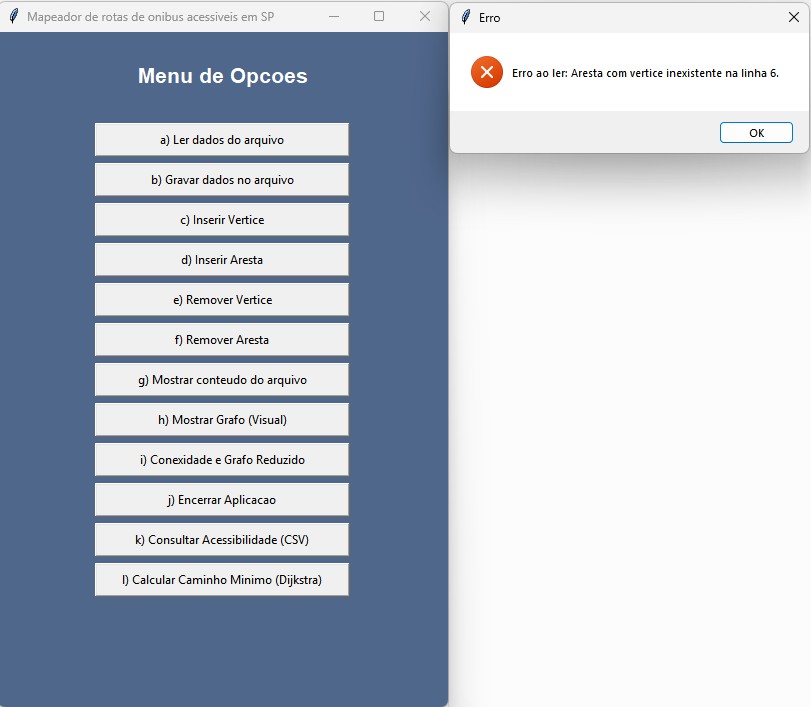 Mapeador de rotas de onibus acessiveis em SP
Menu de Opcoes
a) Ler dados do arquivo
b) Gravar dados no arquivo
c) Inserir Vertice
d) Inserir Aresta
e) Remover Vertice
f) Remover Aresta
g) Mostrar conteudo do arquivo
h) Mostrar Grafo (Visual)
i) Conexidade e Grafo Reduzido
j) Encerrar Aplicacao
k) Consultar Acessibilidade (CSV)
l) Calcular Caminho Minimo (Dijkstra)
Erro
Erro ao ler: Aresta com vertice inexistente na linha 6.
OK